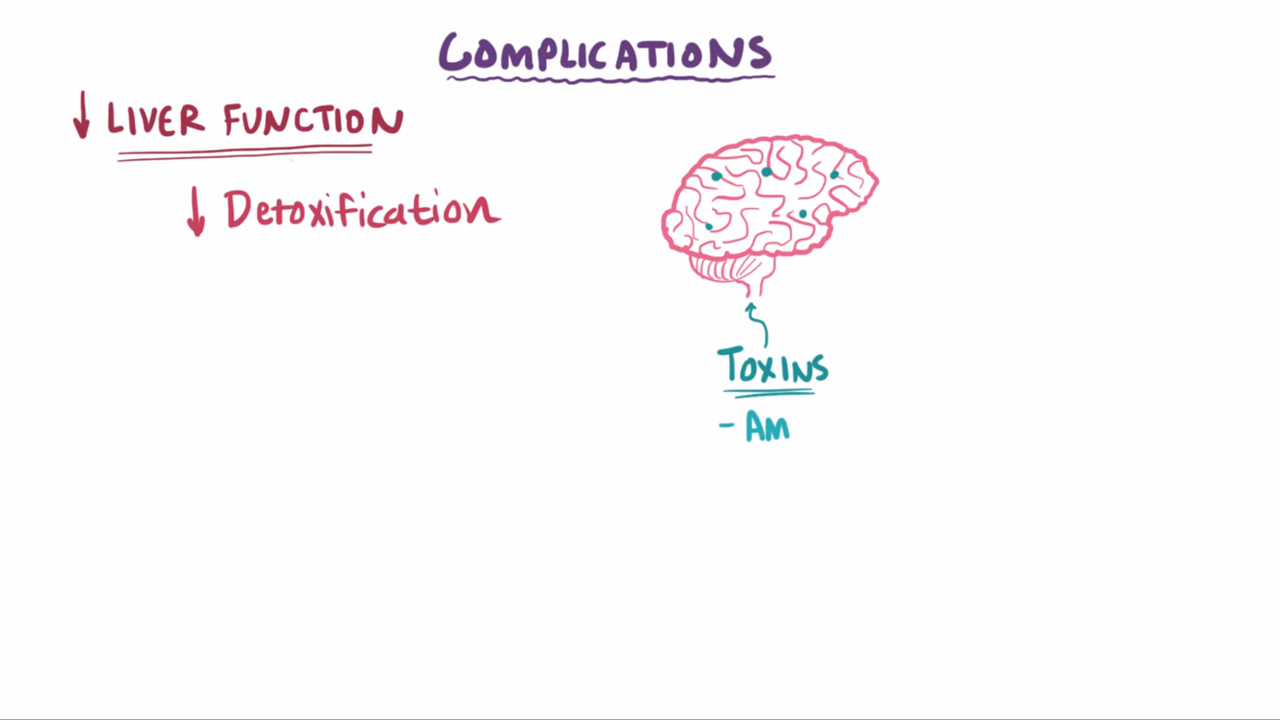 COMPLICATIONS
↓ LIVER FUNCTION
↓ Detoxification
TOXINS
- AM